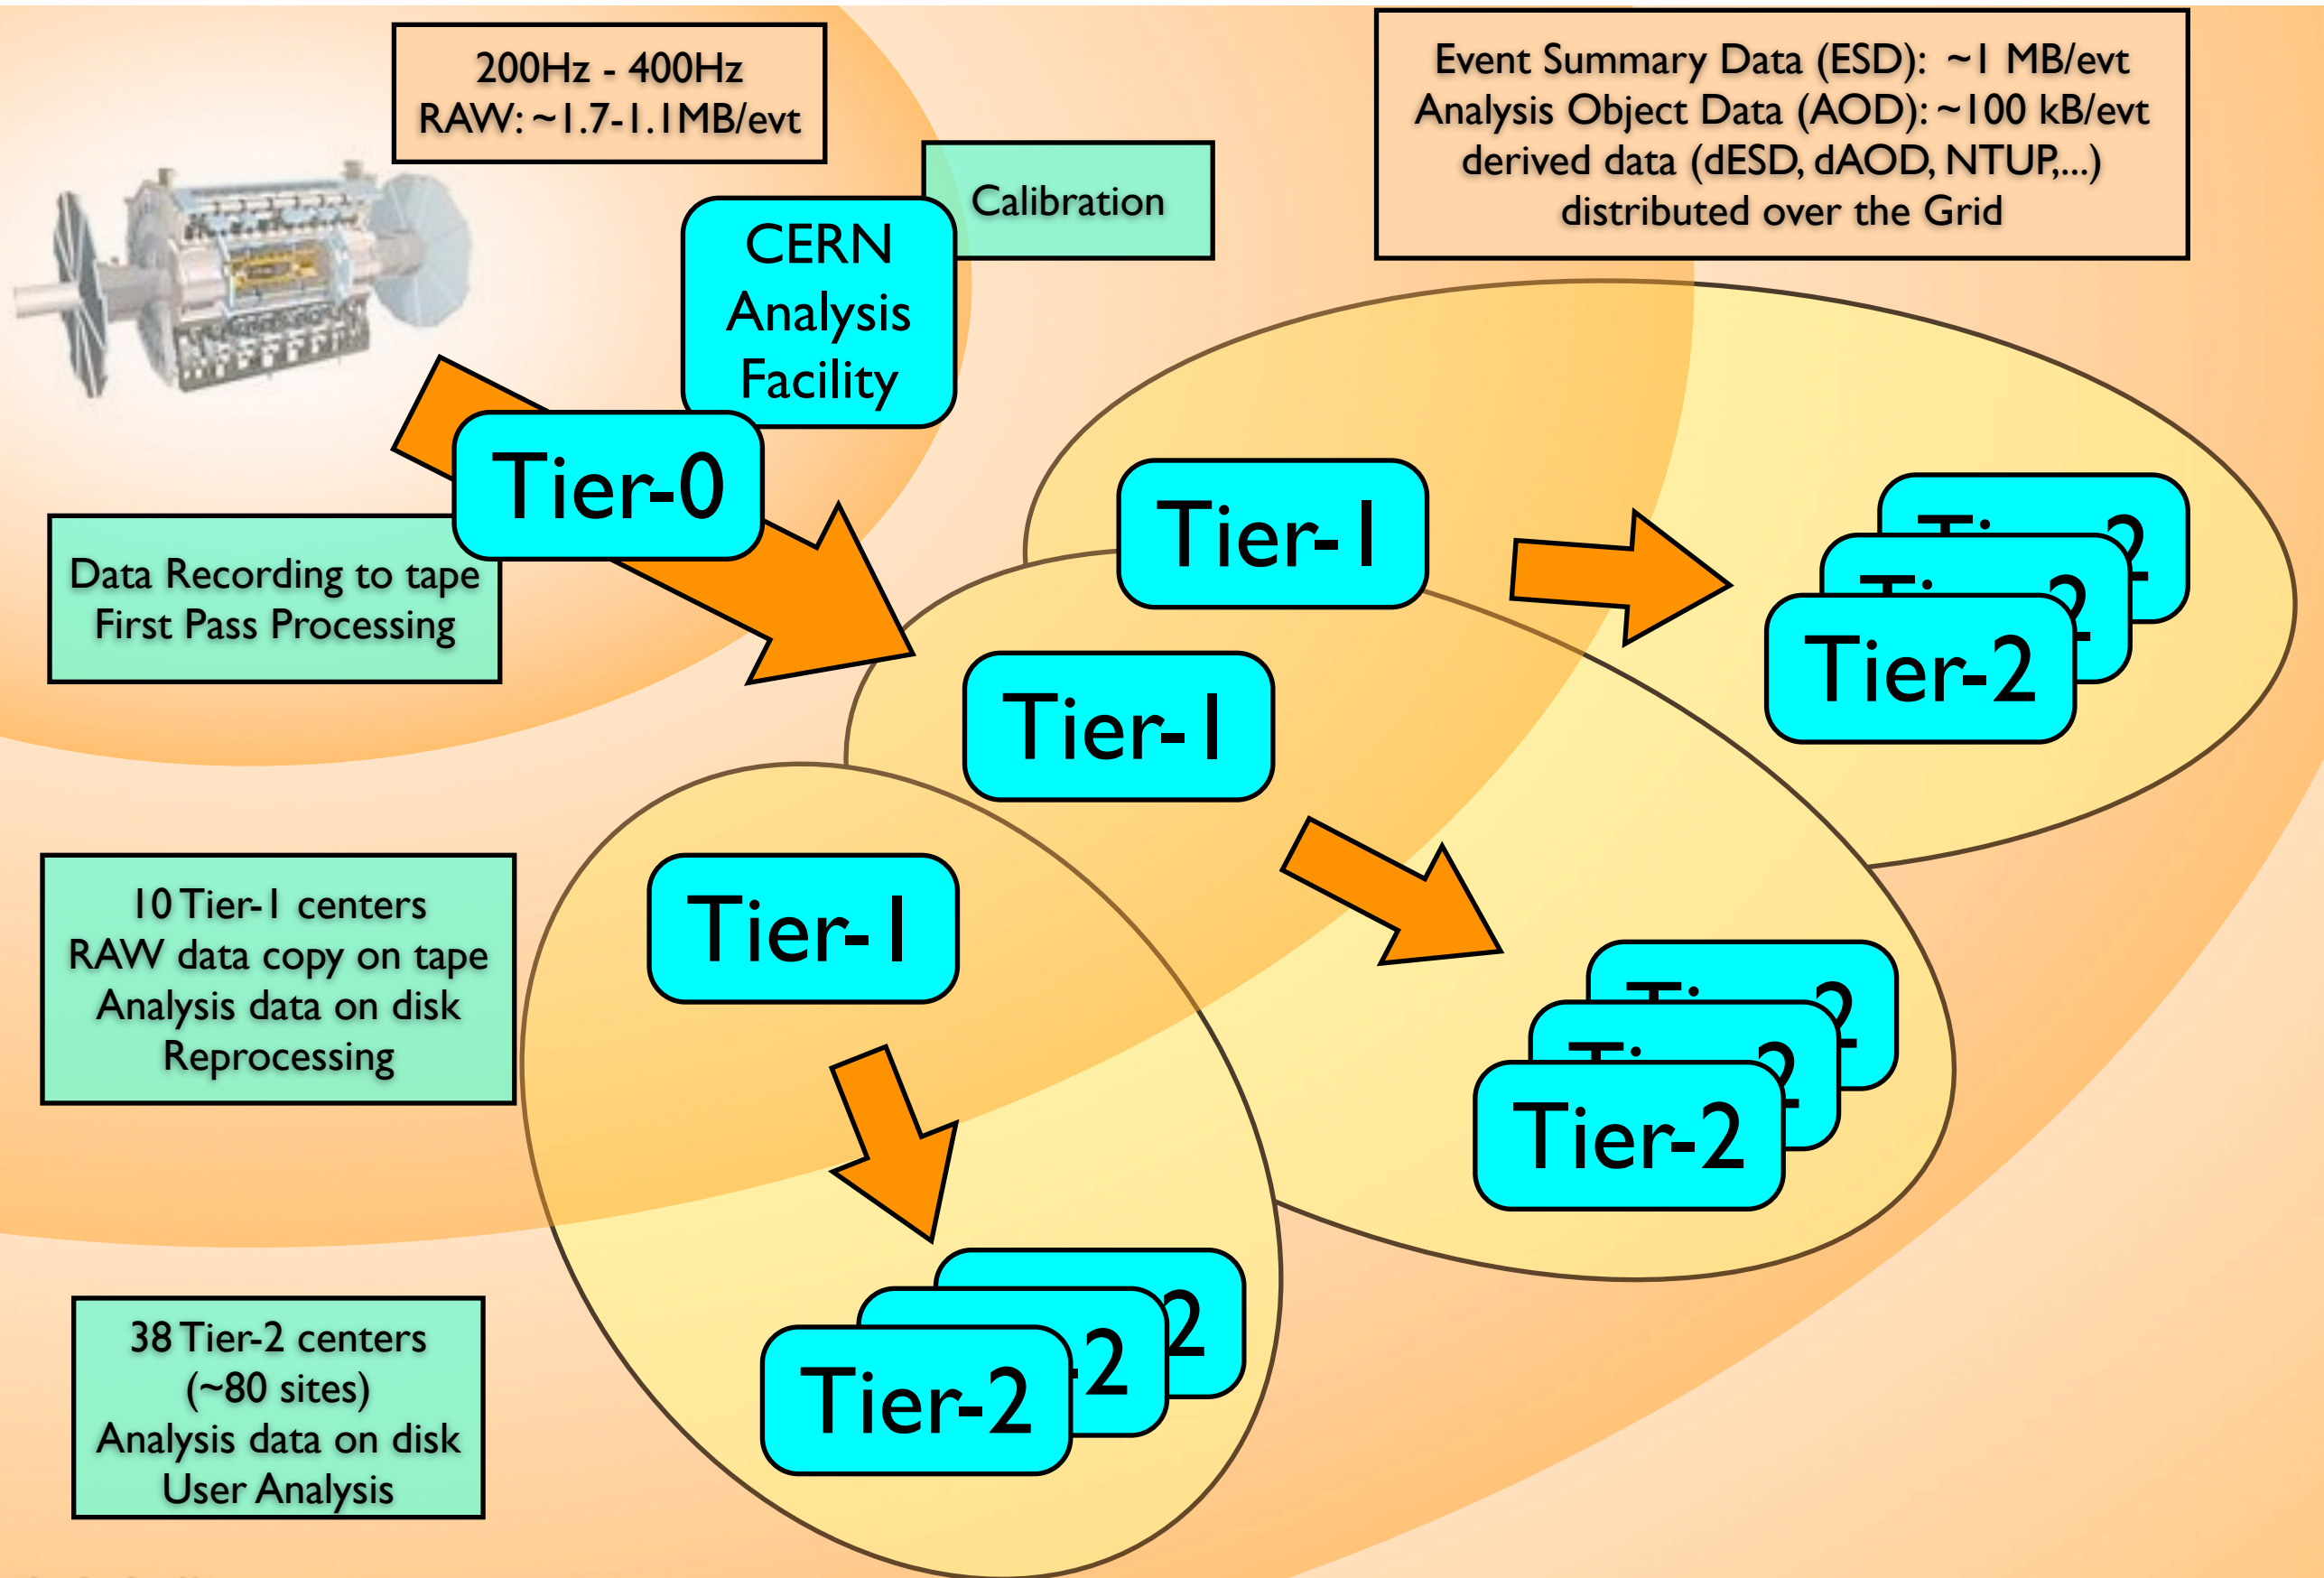 200Hz - 400Hz
RAW: ~1.7-1.1MB/evt
Event Summary Data (ESD): ~1 MB/evt
Analysis Object Data (AOD): ~100 kB/evt
derived data (dESD, dAOD, NTUP,...)
distributed over the Grid
Calibration
CERN
Analysis
Facility
Tier-0
Data Recording to tape
First Pass Processing
Tier-1
Tier-2
Tier-1
Tier-1
Tier-2
10 Tier-1 centers
RAW data copy on tape
Analysis data on disk
Reprocessing
Tier-2
38 Tier-2 centers
(~80 sites)
Analysis data on disk
User Analysis